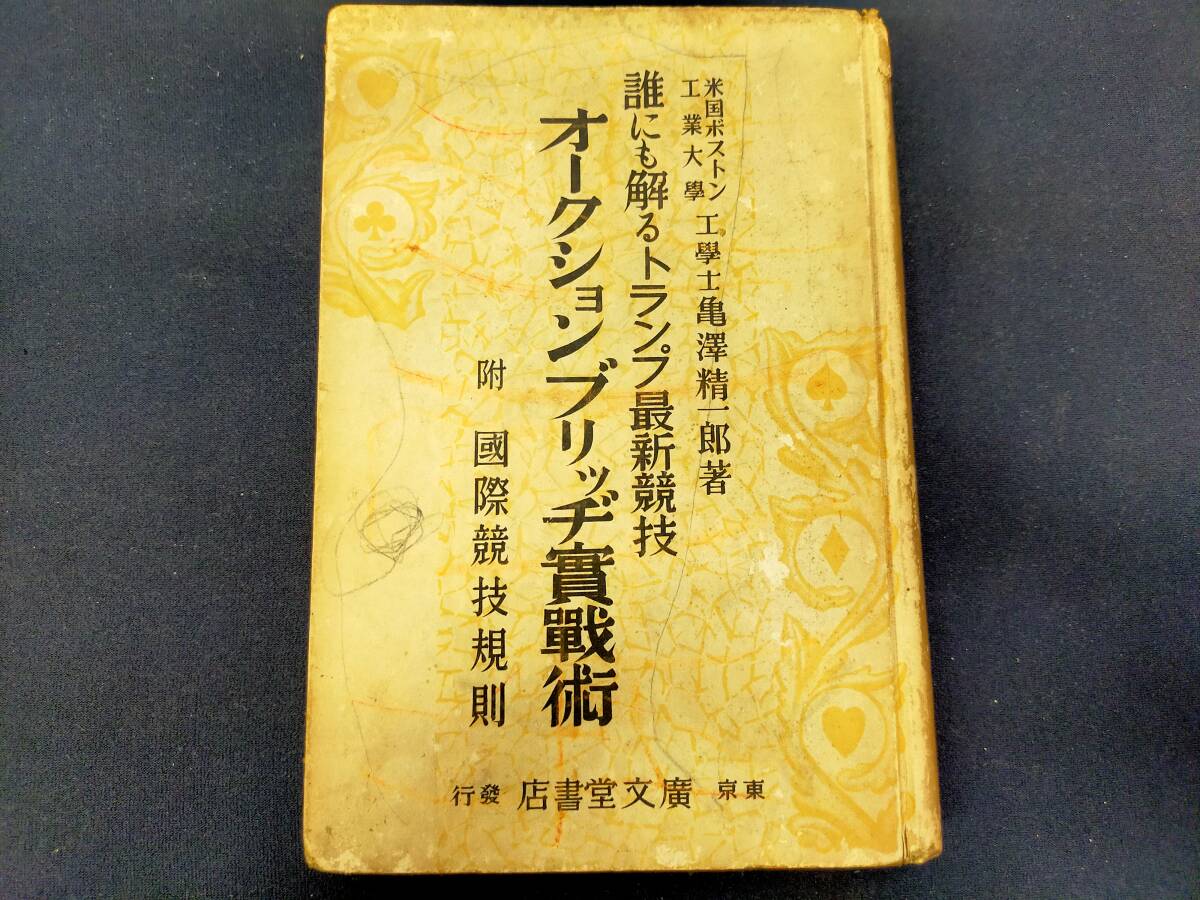 米国ボストン
工業大學
工學士亀澤精一郎著
誰にも解るトランプ最新競技
オークションブリッヂ實戰術
附 國際競技規則
東京 廣文堂書店 發行